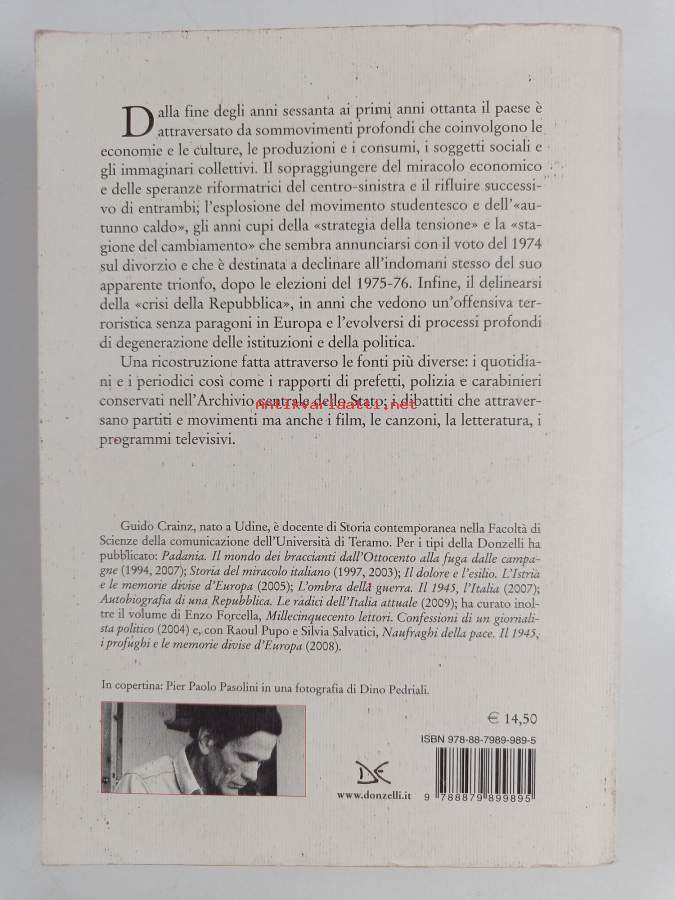 Dalla fine degli anni sessanta ai primi anni ottanta il paese è
attraversato da sommovimenti profondi che coinvolgono le
economie e le culture, le produzioni e i consumi, i soggetti sociali e
gli immaginari collettivi. Il sopraggiungere del miracolo economico
e delle speranze riformatrici del centro-sinistra e il rifluire successi-
vo di entrambi; l'esplosione del movimento studentesco e dell'«au-
tunno caldo», gli anni cupi della «strategia della tensione» e la «sta-
gione del cambiamento» che sembra annunciarsi con il voto del 1974
sul divorzio e che è destinata a declinare all'indomani stesso del suo
apparente trionfo, dopo le elezioni del 1975-76. Infine, il delinearsi
della «crisi della Repubblica», in anni che vedono un'offensiva ter-
roristica senza paragoni in Europa e l'evolversi di processi profondi
di degenerazione delle istituzioni e della politica.
Una ricostruzione fatta attraverso le fonti più diverse: i quotidia-
ni e i periodici così come i rapporti di prefetti, polizia e carabinieri
conservati nell'Archivio centrale dello Stato; i dibattiti che attraver-
Antikvariaatti.net
sano partiti e movimenti ma anche i film, le canzoni, la letteratura, i
programmi televisivi.
Guido Crainz, nato a Udine, è docente di Storia contemporanea nella Facoltà di
Scienze della comunicazione dell'Università di Teramo. Per i tipi della Donzelli ha
pubblicato: Padania. Il mondo dei braccianti dall'Ottocento alla fuga dalle campa-
gne (1994, 2007); Storia del miracolo italiano (1997, 2003); Il dolore e l'esilio. L'Istria
e le memorie divise d'Europa (2005); L'ombra della guerra. Il 1945, l'Italia (2007);
Autobiografia di una Repubblica. Le radici dell'Italia attuale (2009); ha curato inol-
tre il volume di Enzo Forcella, Millecinquecento lettori. Confessioni di un giornali-
sta politico (2004) e, con Raoul Pupo e Silvia Salvatici, Naufraghi della pace. Il 1945,
i profughi e le memorie divise d'Europa (2008).
In copertina: Pier Paolo Pasolini in una fotografia di Dino Pedriali.
€ 14,50
ISBN 978-88-7989-989-5
DE
www.donzelli.it
9 788879 899895